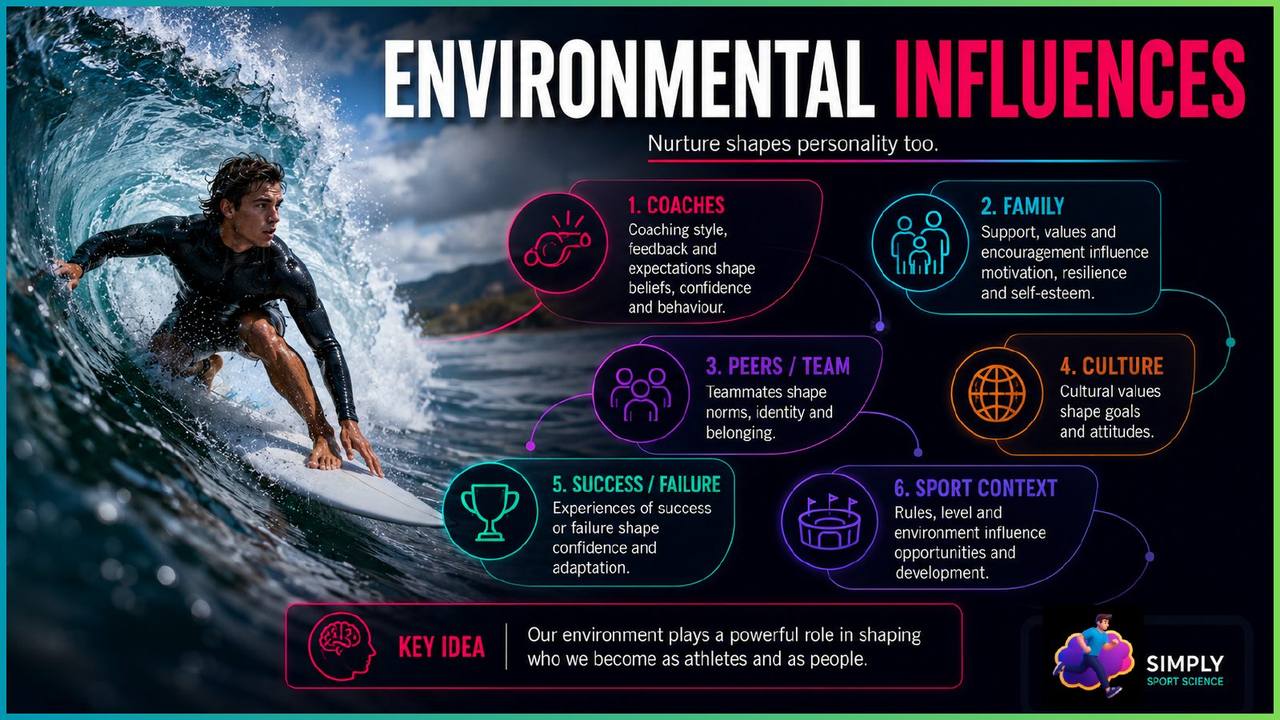 ENVIRONMENTAL INFLUENCES
Nurture shapes personality too.
1. COACHES
Coaching style,
feedback and
expectations shape
beliefs, confidence
and behaviour.
2. FAMILY
Support, values and
encouragement influence
motivation, resilience
and self-esteem.
3. PEERS / TEAM
Teammates shape
norms, identity and
belonging.
4. CULTURE
Cultural values
shape goals
and attitudes.
5. SUCCESS / FAILURE
Experiences of success
or failure shape
confidence and
adaptation.
6. SPORT CONTEXT
Rules, level and
environment influence
opportunities and
development.
KEY IDEA
Our environment plays a powerful role in shaping
who we become as athletes and as people.
SIMPLY
SPORT SCIENCE